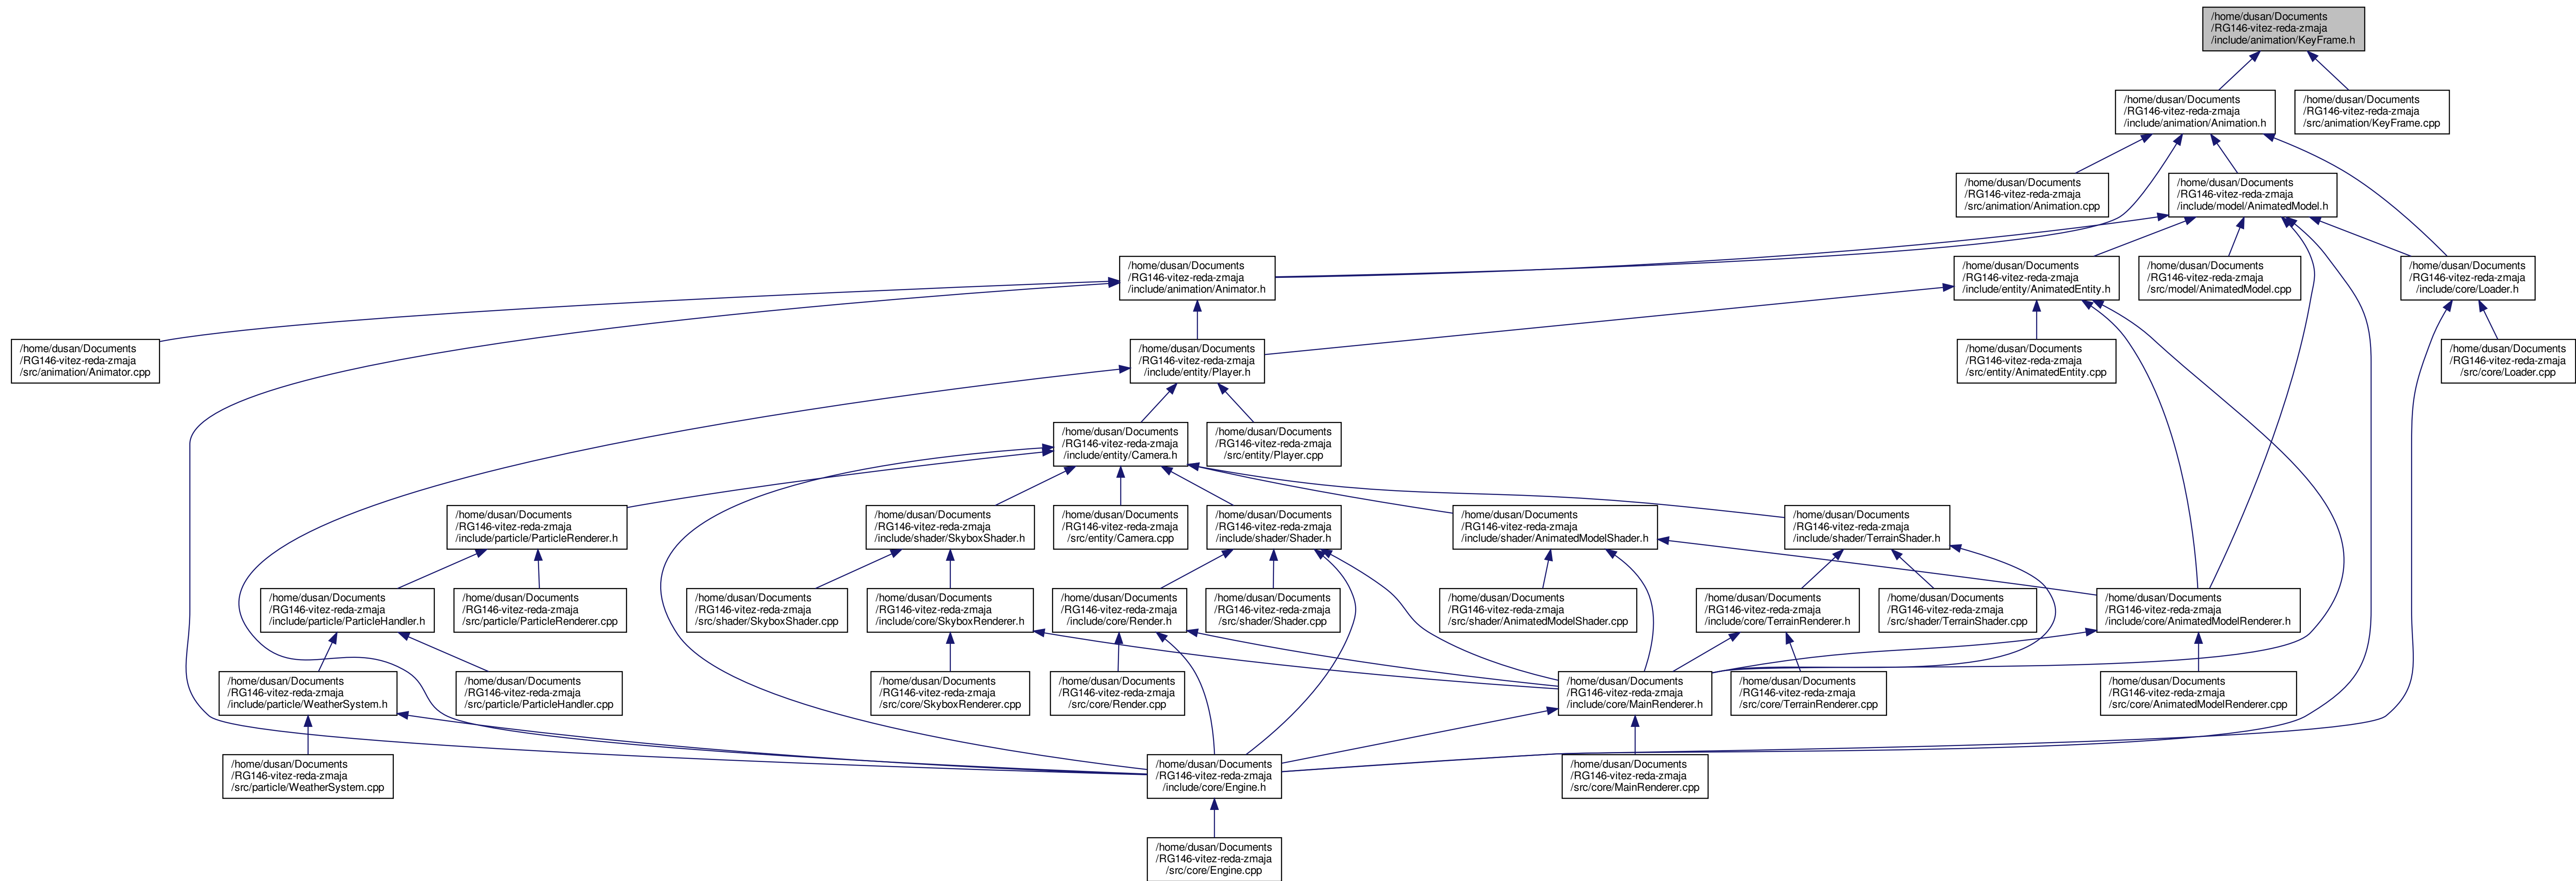 /home/dusan/Documents
/RG146-vitez-reda-zmaja
/include/animation/KeyFrame.h
/home/dusan/Documents
/RG146-vitez-reda-zmaja
/include/animation/Animation.h
/home/dusan/Documents
/RG146-vitez-reda-zmaja
/src/animation/KeyFrame.cpp
/home/dusan/Documents
/RG146-vitez-reda-zmaja
/src/animation/Animation.cpp
/home/dusan/Documents
/RG146-vitez-reda-zmaja
/include/model/AnimatedModel.h
/home/dusan/Documents
/RG146-vitez-reda-zmaja
/include/animation/Animator.h
/home/dusan/Documents
/RG146-vitez-reda-zmaja
/include/entity/AnimatedEntity.h
/home/dusan/Documents
/RG146-vitez-reda-zmaja
/src/model/AnimatedModel.cpp
/home/dusan/Documents
/RG146-vitez-reda-zmaja
/include/core/Loader.h
/home/dusan/Documents
/RG146-vitez-reda-zmaja
/src/animation/Animator.cpp
/home/dusan/Documents
/RG146-vitez-reda-zmaja
/include/entity/Player.h
/home/dusan/Documents
/RG146-vitez-reda-zmaja
/src/entity/AnimatedEntity.cpp
/home/dusan/Documents
/RG146-vitez-reda-zmaja
/src/core/Loader.cpp
/home/dusan/Documents
/RG146-vitez-reda-zmaja
/include/entity/Camera.h
/home/dusan/Documents
/RG146-vitez-reda-zmaja
/src/entity/Player.cpp
/home/dusan/Documents
/RG146-vitez-reda-zmaja
/include/particle/ParticleRenderer.h
/home/dusan/Documents
/RG146-vitez-reda-zmaja
/include/shader/SkyboxShader.h
/home/dusan/Documents
/RG146-vitez-reda-zmaja
/src/entity/Camera.cpp
/home/dusan/Documents
/RG146-vitez-reda-zmaja
/include/shader/Shader.h
/home/dusan/Documents
/RG146-vitez-reda-zmaja
/include/shader/AnimatedModelShader.h
/home/dusan/Documents
/RG146-vitez-reda-zmaja
/include/shader/TerrainShader.h
/home/dusan/Documents
/RG146-vitez-reda-zmaja
/include/particle/ParticleHandler.h
/home/dusan/Documents
/RG146-vitez-reda-zmaja
/src/particle/ParticleRenderer.cpp
/home/dusan/Documents
/RG146-vitez-reda-zmaja
/src/shader/SkyboxShader.cpp
/home/dusan/Documents
/RG146-vitez-reda-zmaja
/include/core/SkyboxRenderer.h
/home/dusan/Documents
/RG146-vitez-reda-zmaja
/include/core/Render.h
/home/dusan/Documents
/RG146-vitez-reda-zmaja
/src/shader/Shader.cpp
/home/dusan/Documents
/RG146-vitez-reda-zmaja
/src/shader/AnimatedModelShader.cpp
/home/dusan/Documents
/RG146-vitez-reda-zmaja
/include/core/TerrainRenderer.h
/home/dusan/Documents
/RG146-vitez-reda-zmaja
/src/shader/TerrainShader.cpp
/home/dusan/Documents
/RG146-vitez-reda-zmaja
/include/core/AnimatedModelRenderer.h
/home/dusan/Documents
/RG146-vitez-reda-zmaja
/include/particle/WeatherSystem.h
/home/dusan/Documents
/RG146-vitez-reda-zmaja
/src/particle/ParticleHandler.cpp
/home/dusan/Documents
/RG146-vitez-reda-zmaja
/src/core/SkyboxRenderer.cpp
/home/dusan/Documents
/RG146-vitez-reda-zmaja
/src/core/Render.cpp
/home/dusan/Documents
/RG146-vitez-reda-zmaja
/include/core/MainRenderer.h
/home/dusan/Documents
/RG146-vitez-reda-zmaja
/src/core/TerrainRenderer.cpp
/home/dusan/Documents
/RG146-vitez-reda-zmaja
/src/core/AnimatedModelRenderer.cpp
/home/dusan/Documents
/RG146-vitez-reda-zmaja
/src/particle/WeatherSystem.cpp
/home/dusan/Documents
/RG146-vitez-reda-zmaja
/include/core/Engine.h
/home/dusan/Documents
/RG146-vitez-reda-zmaja
/src/core/MainRenderer.cpp
/home/dusan/Documents
/RG146-vitez-reda-zmaja
/src/core/Engine.cpp